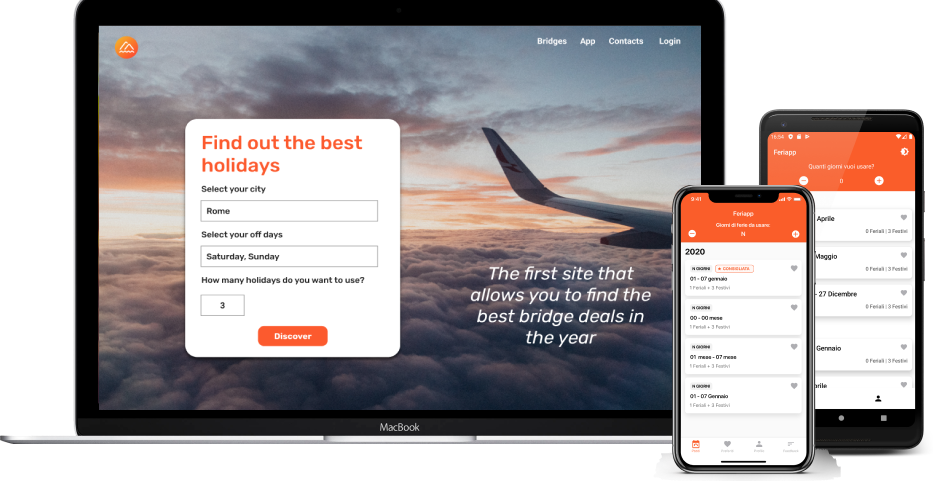 Bridges App Contacts Login
Find out the best
holidays
Select your city
Rome
Select your off days
Saturday, Sunday
How many holidays do you want to use?
3
Discover
The first site that
allows you to find the
best bridge deals in
the year
MacBook
9:41
Feriapp
Giorni di ferie da usare:
N
2020
N GIORNI ★ CONSIGLIATA
01 - 07 gennaio
1 Feriali + 3 Festivi
N GIORNI
00 - 00 mese
1 Feriali + 3 Festivi
N GIORNI
01 mese - 07 mese
1 Feriali + 3 Festivi
N GIORNI
01 - 07 Gennaio
1 Feriali + 3 Festivi
Feedback
16:54
Feriapp
Quanti giorni vuoi usare?
0
Aprile
0 Feriali | 3 Festivi
Maggio
0 Feriali | 3 Festivi
- 27 Dicembre
0 Feriali | 3 Festivi
Gennaio
0 Feriali | 3 Festivi